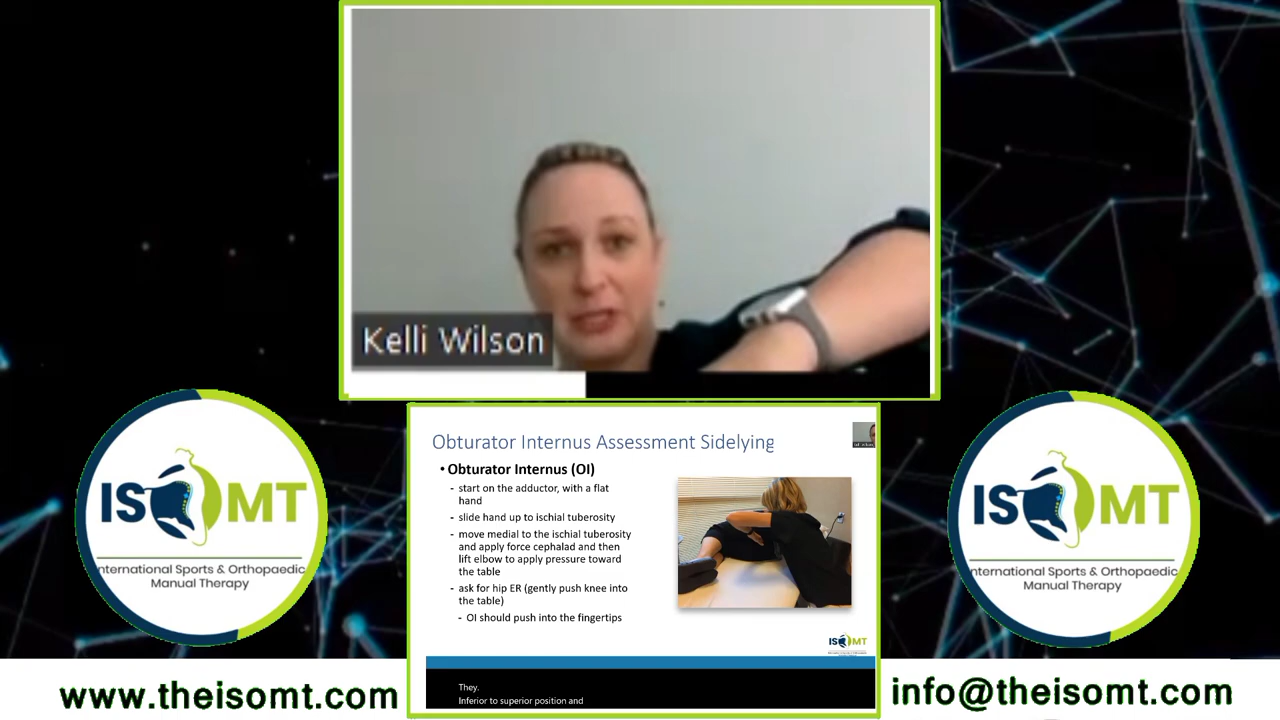 Kelli Wilson
Obturator Internus Assessment Sidelying
• Obturator Internus (OI)
- start on the adductor, with a flat
hand
- slide hand up to ischial tuberosity
- move medial to the ischial tuberosity
and apply force cephalad and then
lift elbow to apply pressure toward
the table
- ask for hip ER (gently push knee into
the table)
- OI should push into the fingertips
ISOMT
They.
Inferior to superior position and
ISOMT
International Sports & Orthopaedic
Manual Therapy
ISOMT
International Sports & Orthopaedic
Manual Therapy
www.theisomt.com
info@theisomt.com